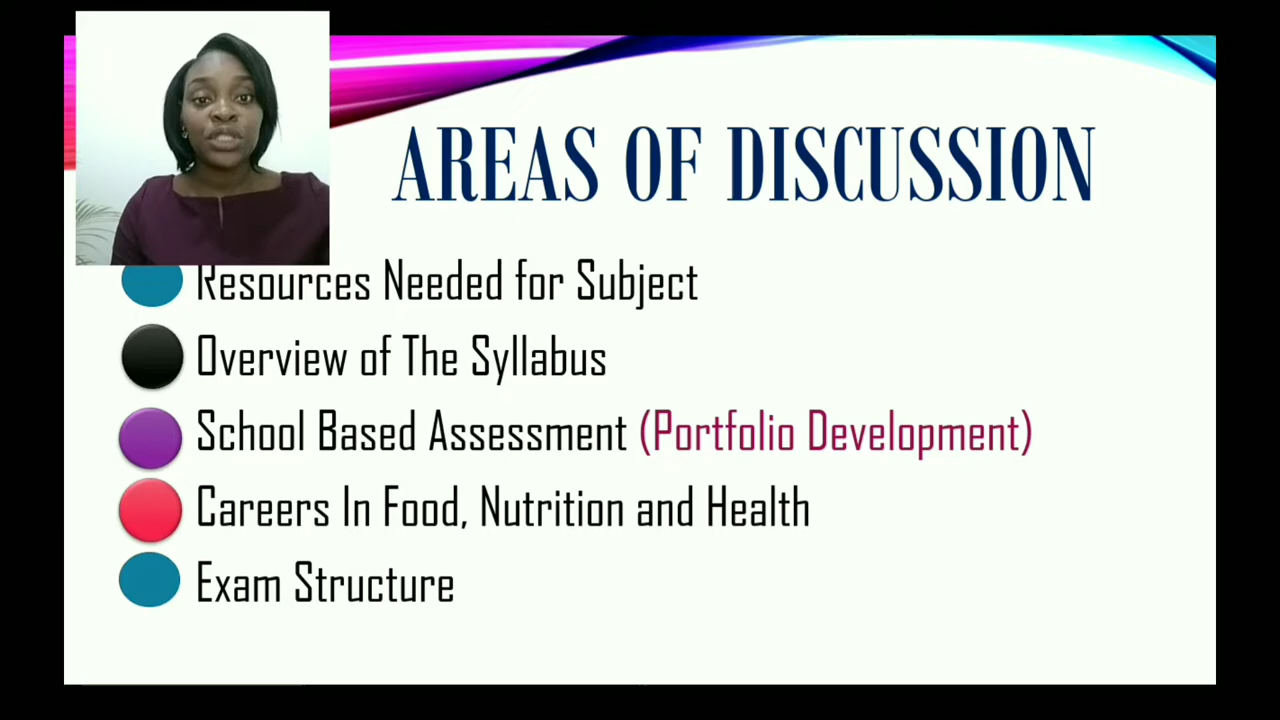 AREAS OF DISCUSSION
Resources Needed for Subject
Overview of The Syllabus
School Based Assessment (Portfolio Development)
Careers In Food, Nutrition and Health
Exam Structure